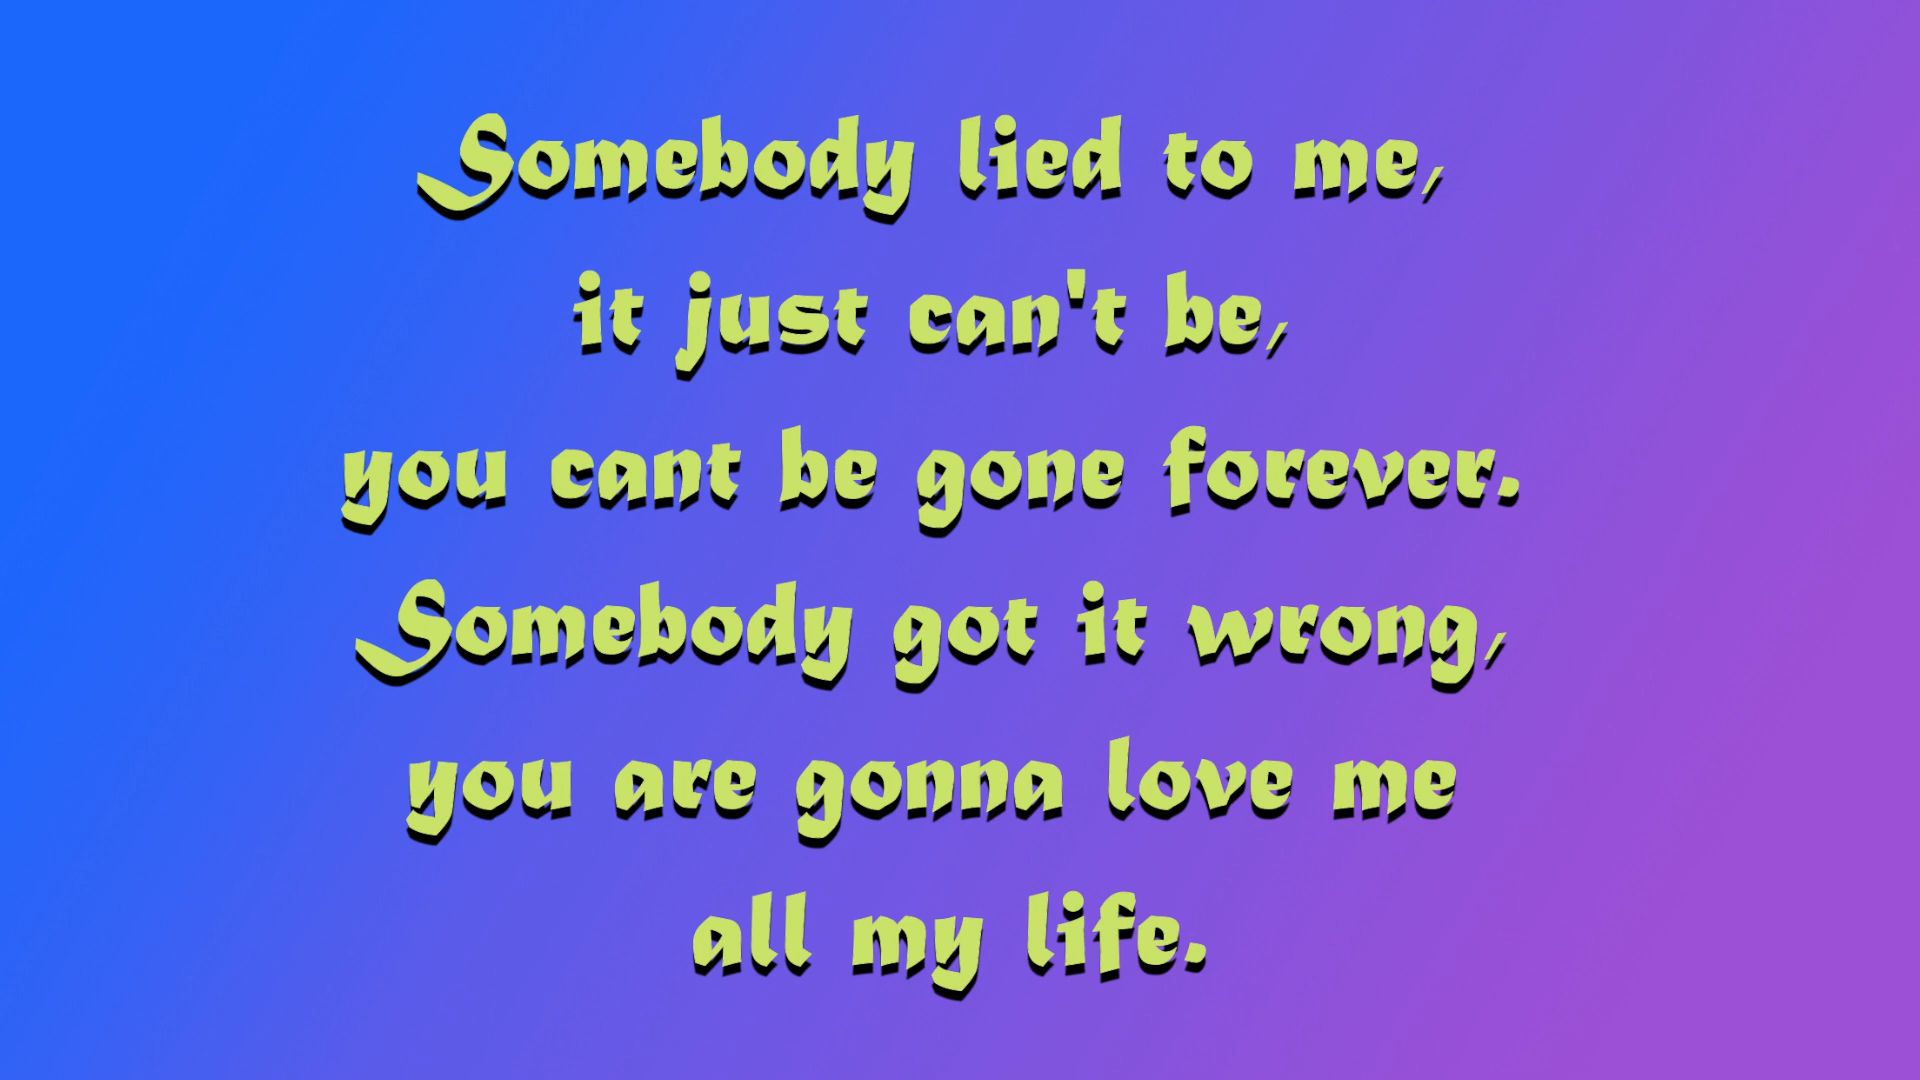 Somebody lied to me,
it just can't be,
you cant be gone forever.
Somebody got it wrong,
you are gonna love me
all my life.